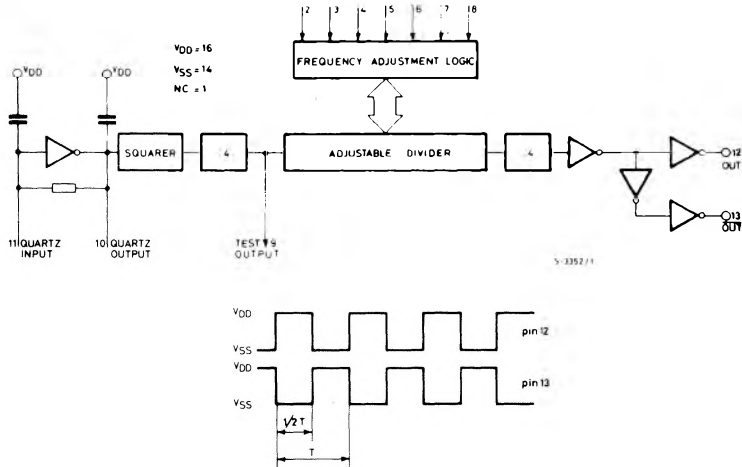 2 3 4 5 6 7 8
VDD = 16
VSS = 14
NC = 1
FREQUENCY ADJUSTMENT LOGIC
VDD VDD
SQUARER
4
ADJUSTABLE DIVIDER
4
12
OUT
13
OUT
11 QUARTZ
INPUT
10 QUARTZ
OUTPUT
TEST 9
OUTPUT
S-3352/1
VDD
VSS
pin 12
VDD
VSS
pin 13
1/2 T
T